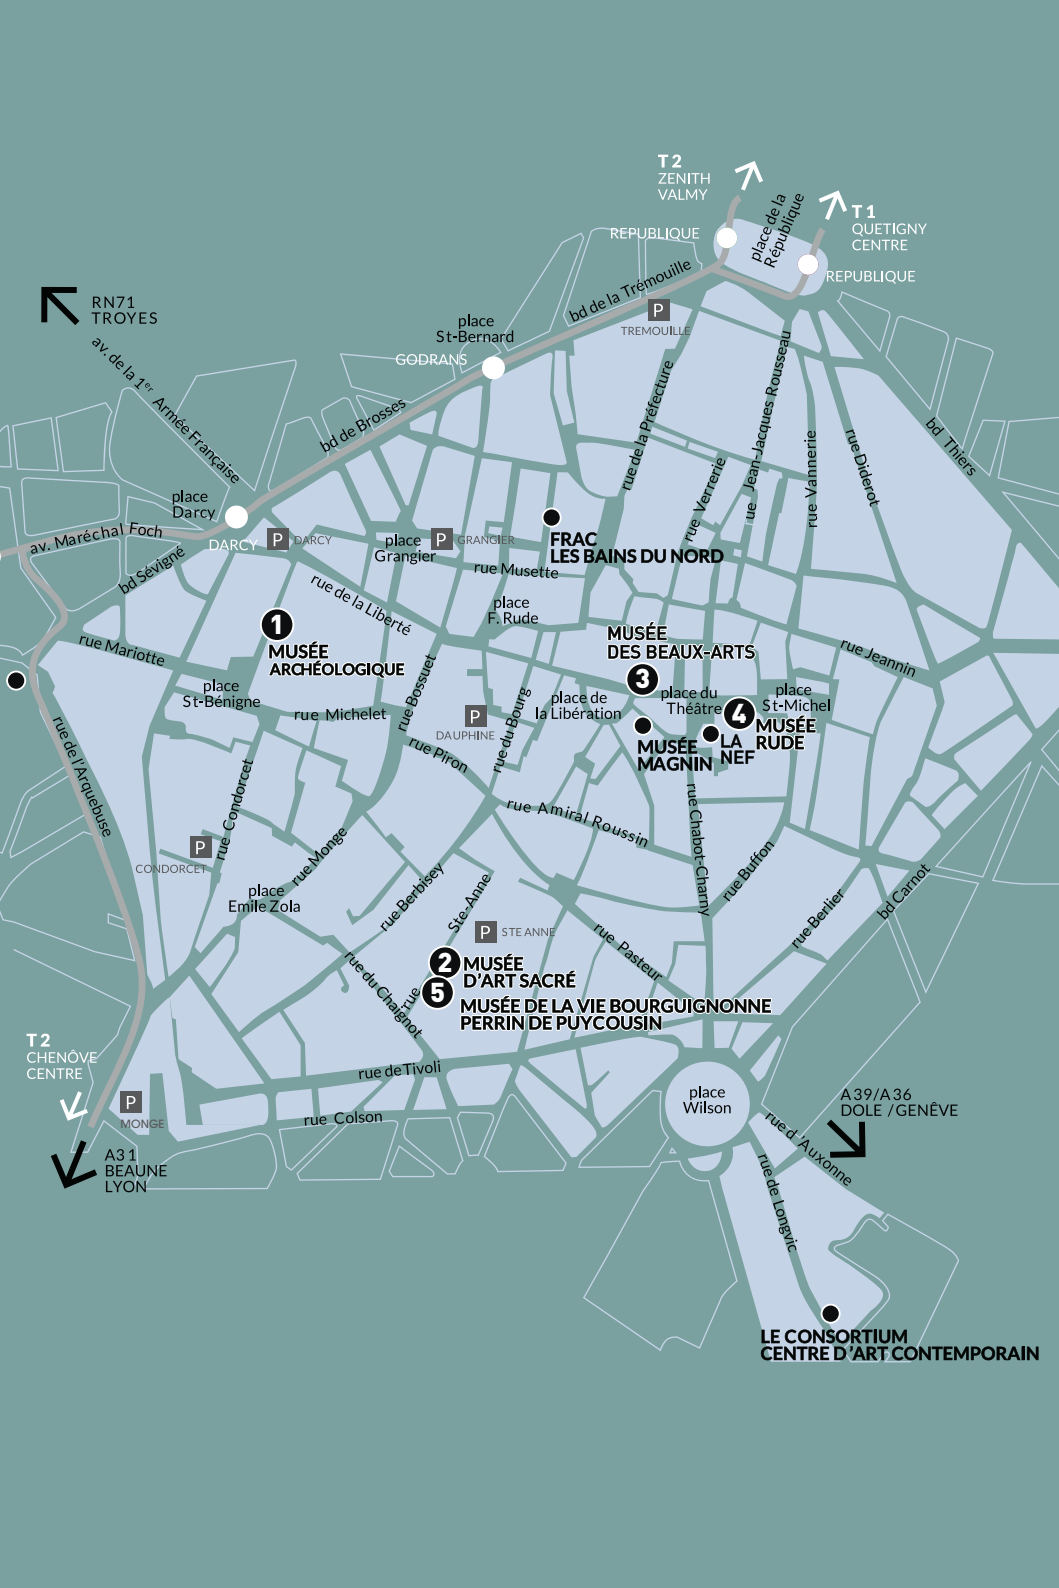 T2
ZENITH
VALMY
place de la
République
T1
QUETIGNY
CENTRE
REPUBLIQUE
REPUBLIQUE
bd de la Trémouille
RN71
TROYES
P
TREMOUILLE
place
St-Bernard
GODRANS
av. de la 1er Armée Française
bd de Brosses
rue de la Préfecture
rue Jean-Jacques Rousseau
rue Verrerie
rue Vannerie
rue Diderot
bd Thiers
place
Darcy
DARCY
P
DARCY
av. Maréchal Foch
bd Sévigné
place
Grangier
P
GRANGIER
FRAC
LES BAINS DU NORD
rue Musette
rue de la Liberté
place
F. Rude
1
MUSÉE
ARCHÉOLOGIQUE
rue Mariotte
MUSÉE
DES BEAUX-ARTS
3
rue Jeannin
place
St-Bénigne
rue Michelet
rue Bossuet
place de
la Libération
place du
Théâtre
4
place
St-Michel
MUSÉE
RUDE
P
DAUPHINE
rue du Bourg
MUSÉE
MAGNIN
LA
NEF
rue Piron
rue de l'Arquebuse
rue Condorcet
rue Amiral Roussin
rue Chabot-Charny
P
CONDORCET
rue Monge
rue Buffon
place
Emile Zola
rue Berbisey
rue Ste-Anne
rue Berlier
bd Carnot
P
STE ANNE
rue Pasteur
2
MUSÉE
D'ART SACRÉ
rue du Chaignot
5
MUSÉE DE LA VIE BOURGUIGNONNE
PERRIN DE PUYCOUSIN
T2
CHENÔVE
CENTRE
rue de Tivoli
P
MONGE
rue Colson
place
Wilson
A39/A36
DOLE / GENÊVE
A31
BEAUNE
LYON
rue d'Auxonne
rue de Longvic
LE CONSORTIUM
CENTRE D'ART CONTEMPORAIN